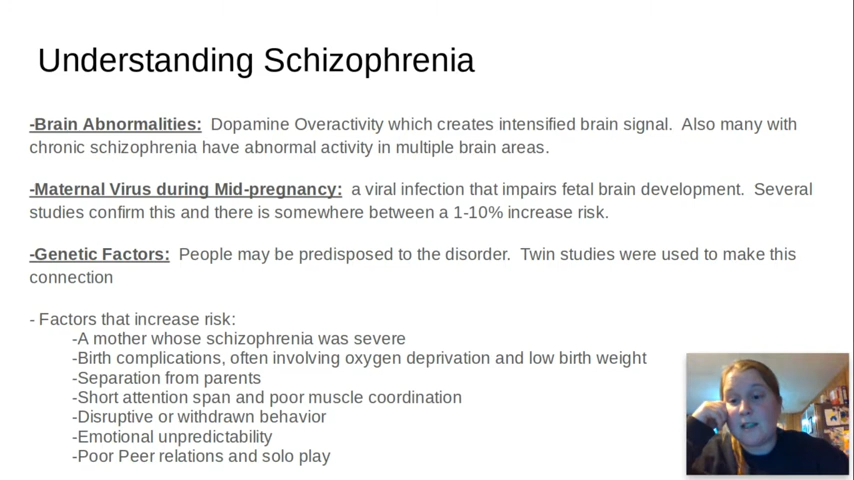 Understanding Schizophrenia
-Brain Abnormalities: Dopamine Overactivity which creates intensified brain signal. Also many with
chronic schizophrenia have abnormal activity in multiple brain areas.
-Maternal Virus during Mid-pregnancy: a viral infection that impairs fetal brain development. Several
studies confirm this and there is somewhere between a 1-10% increase risk.
-Genetic Factors: People may be predisposed to the disorder. Twin studies were used to make this
connection
- Factors that increase risk:
-A mother whose schizophrenia was severe
-Birth complications, often involving oxygen deprivation and low birth weight
-Separation from parents
-Short attention span and poor muscle coordination
-Disruptive or withdrawn behavior
-Emotional unpredictability
-Poor Peer relations and solo play